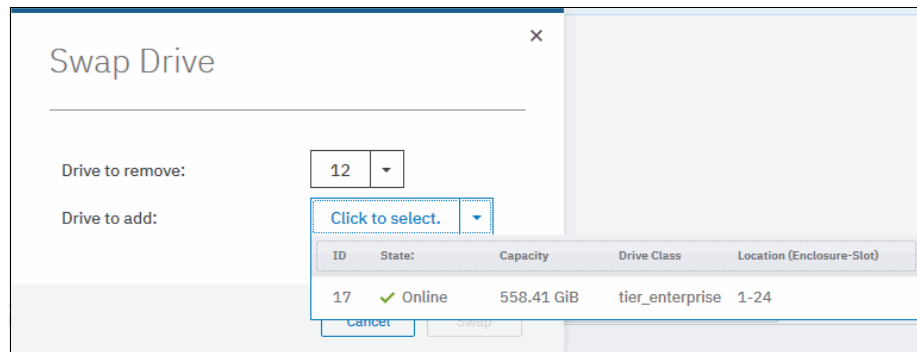 ×
Swap Drive
Drive to remove: 12
Drive to add: Click to select.
ID State: Capacity Drive Class Location (Enclosure-Slot)
17 Online 558.41 GiB tier_enterprise 1-24
Cancel Swap